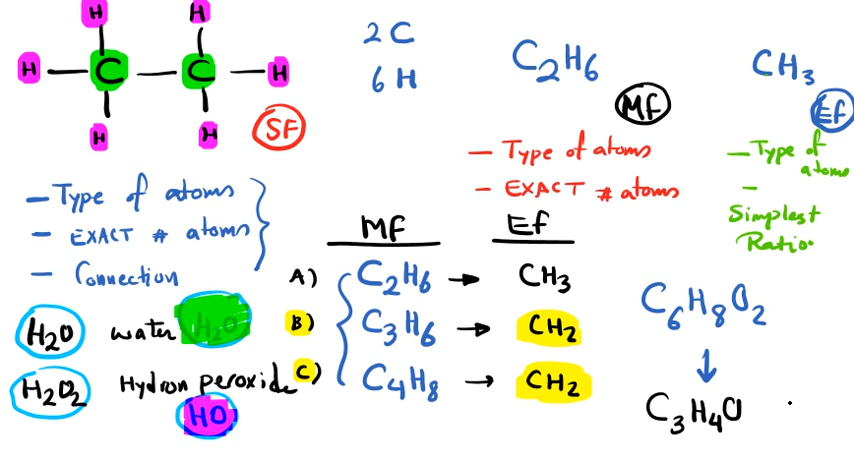 H H
H — C — C — H
H H
SF
2 C
6 H
C₂H₆
MF
CH₃
Ef
— Type of atoms
— EXACT # atoms
— Connection
— Type of atoms
— EXACT # atoms
— Type of atoms
—
Simplest
Ratio.
MF Ef
A) C₂H₆ → CH₃
B) C₃H₆ → CH₂
C) C₄H₈ → CH₂
H₂O water H₂O
H₂O₂ Hydron peroxide
HO
C₆H₈O₂
↓
C₃H₄O